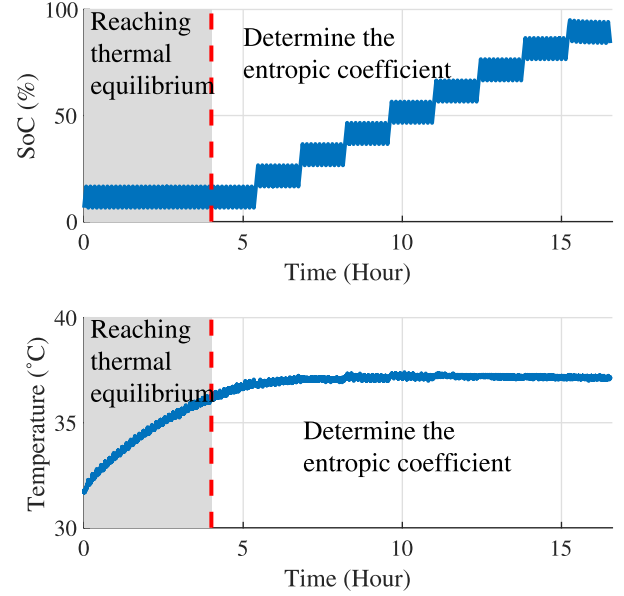 100
50
0
SoC (%)
Reaching
thermal
equilibrium
Determine the
entropic coefficient
0
5
10
15
Time (Hour)
40
35
30
Temperature (°C)
Reaching
thermal
equilibrium
Determine the
entropic coefficient
0
5
10
15
Time (Hour)